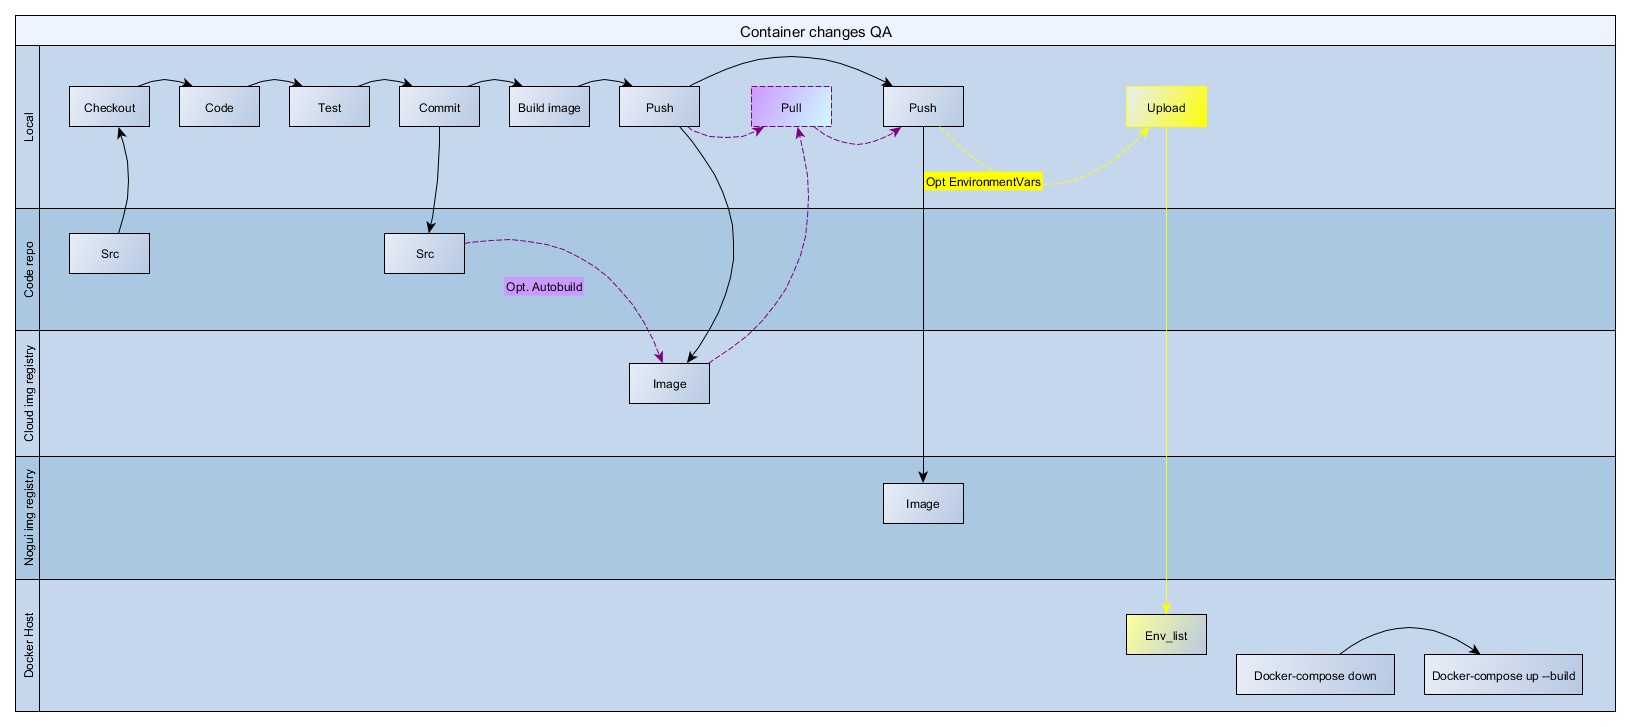 Container changes QA
Local
Checkout
Code
Test
Commit
Build image
Push
Pull
Push
Upload
Opt EnvironmentVars
Code repo
Src
Src
Opt. Autobuild
Cloud img registry
Image
Nogui img registry
Image
Docker Host
Env_list
Docker-compose down
Docker-compose up --build